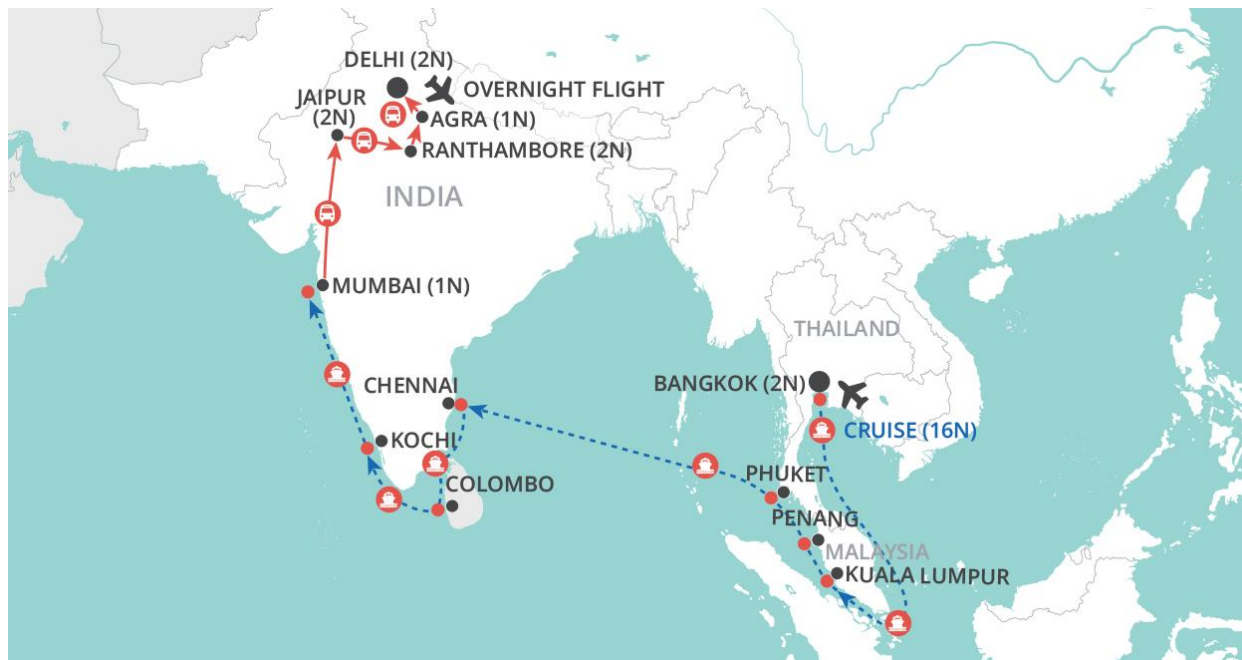 DELHI (2N)
OVERNIGHT FLIGHT
JAIPUR
(2N)
AGRA (1N)
RANTHAMBORE (2N)
INDIA
MUMBAI (1N)
THAILAND
BANGKOK (2N)
CHENNAI
CRUISE (16N)
KOCHI
PHUKET
COLOMBO
PENANG
MALAYSIA
KUALA LUMPUR